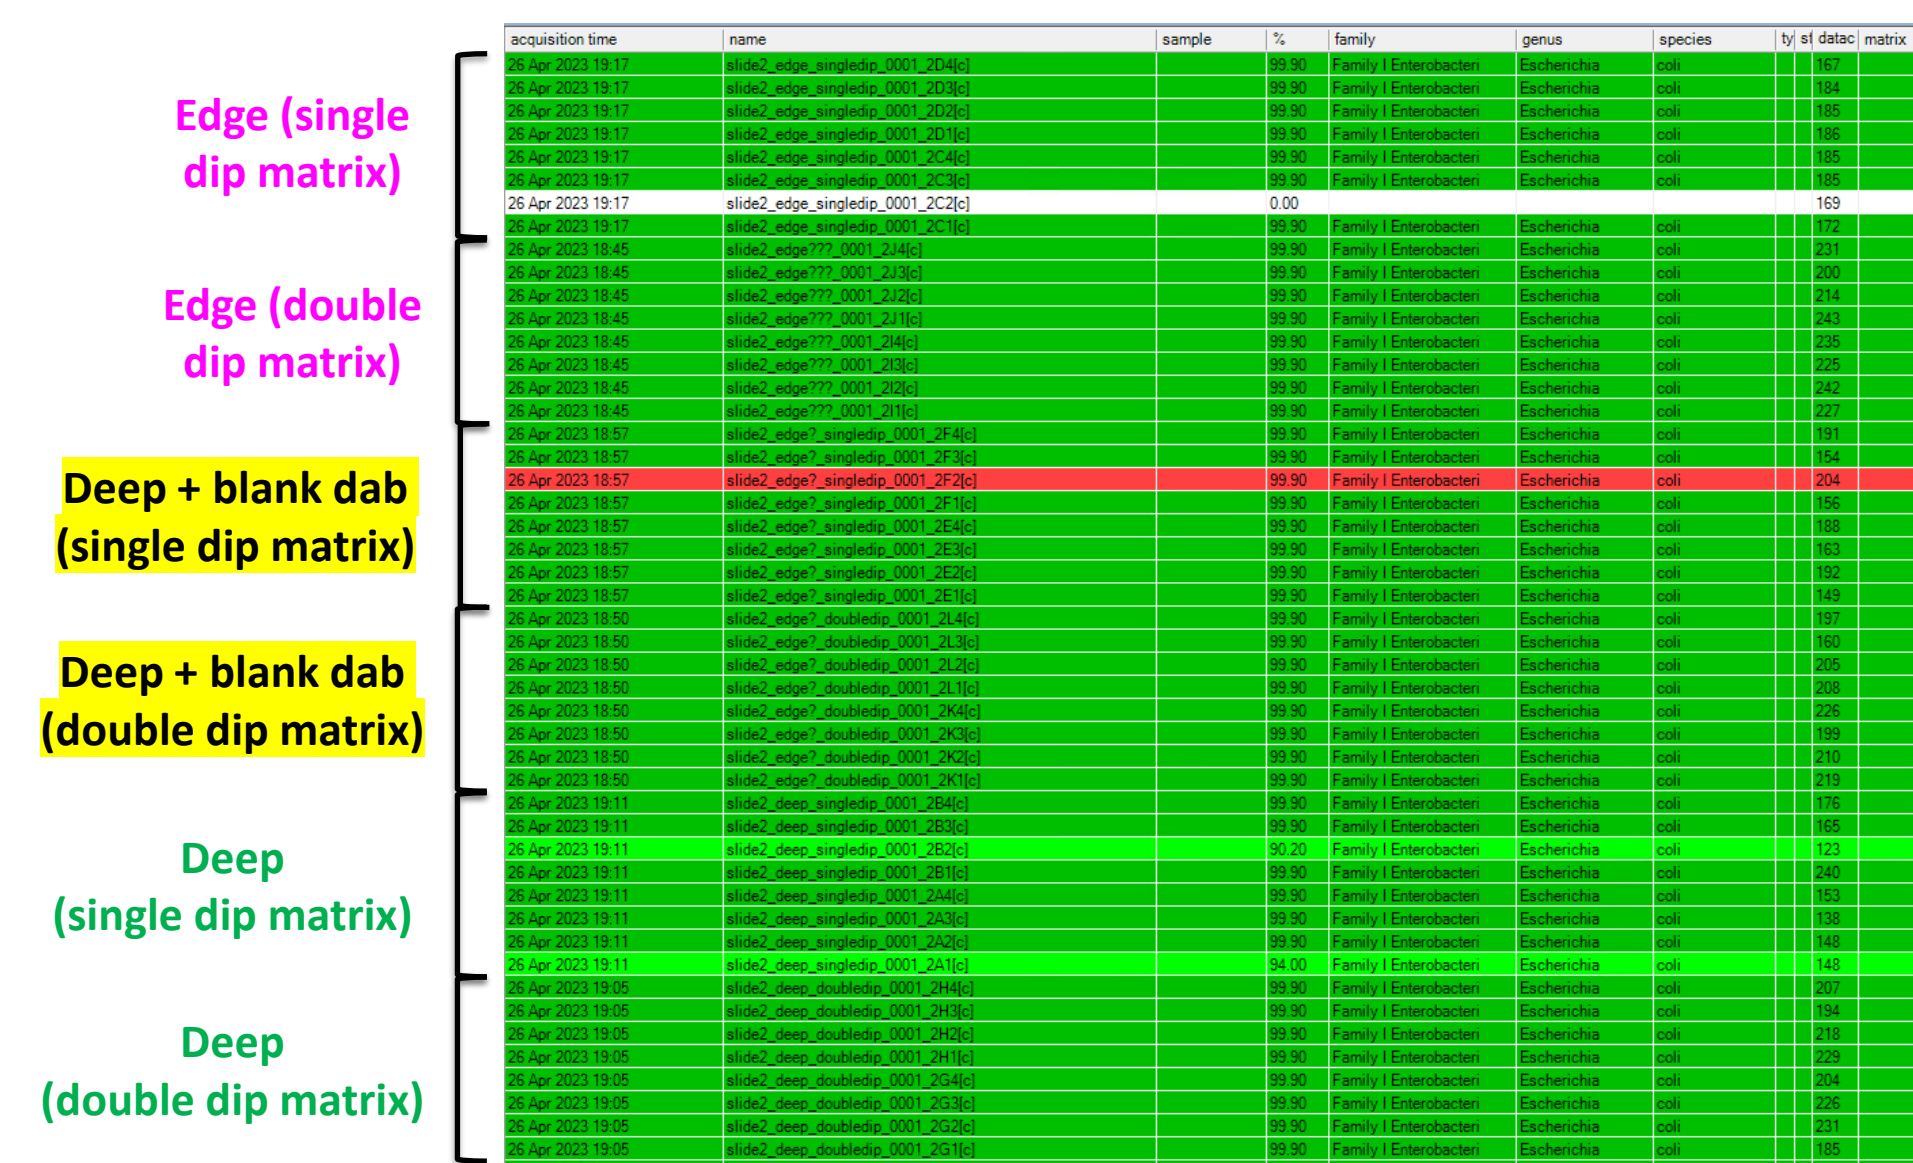 acquisition time name sample % family genus species ty st datac matrix
Edge (single
dip matrix)
26 Apr 2023 19:17 slide2_edge_singledip_0001_2D4[c] 99.90 Family I Enterobacteri Escherichia coli 167
26 Apr 2023 19:17 slide2_edge_singledip_0001_2D3[c] 99.90 Family I Enterobacteri Escherichia coli 184
26 Apr 2023 19:17 slide2_edge_singledip_0001_2D2[c] 99.90 Family I Enterobacteri Escherichia coli 185
26 Apr 2023 19:17 slide2_edge_singledip_0001_2D1[c] 99.90 Family I Enterobacteri Escherichia coli 186
26 Apr 2023 19:17 slide2_edge_singledip_0001_2C4[c] 99.90 Family I Enterobacteri Escherichia coli 185
26 Apr 2023 19:17 slide2_edge_singledip_0001_2C3[c] 99.90 Family I Enterobacteri Escherichia coli 185
26 Apr 2023 19:17 slide2_edge_singledip_0001_2C2[c] 0.00 169
26 Apr 2023 19:17 slide2_edge_singledip_0001_2C1[c] 99.90 Family I Enterobacteri Escherichia coli 172
Edge (double
dip matrix)
26 Apr 2023 18:45 slide2_edge???_0001_2J4[c] 99.90 Family I Enterobacteri Escherichia coli 231
26 Apr 2023 18:45 slide2_edge???_0001_2J3[c] 99.90 Family I Enterobacteri Escherichia coli 200
26 Apr 2023 18:45 slide2_edge???_0001_2J2[c] 99.90 Family I Enterobacteri Escherichia coli 214
26 Apr 2023 18:45 slide2_edge???_0001_2J1[c] 99.90 Family I Enterobacteri Escherichia coli 243
26 Apr 2023 18:45 slide2_edge???_0001_2I4[c] 99.90 Family I Enterobacteri Escherichia coli 235
26 Apr 2023 18:45 slide2_edge???_0001_2I3[c] 99.90 Family I Enterobacteri Escherichia coli 225
26 Apr 2023 18:45 slide2_edge???_0001_2I2[c] 99.90 Family I Enterobacteri Escherichia coli 242
26 Apr 2023 18:45 slide2_edge???_0001_2I1[c] 99.90 Family I Enterobacteri Escherichia coli 227
Deep + blank dab
(single dip matrix)
26 Apr 2023 18:57 slide2_edge?_singledip_0001_2F4[c] 99.90 Family I Enterobacteri Escherichia coli 191
26 Apr 2023 18:57 slide2_edge?_singledip_0001_2F3[c] 99.90 Family I Enterobacteri Escherichia coli 154
26 Apr 2023 18:57 slide2_edge?_singledip_0001_2F2[c] 99.90 Family I Enterobacteri Escherichia coli 204
26 Apr 2023 18:57 slide2_edge?_singledip_0001_2F1[c] 99.90 Family I Enterobacteri Escherichia coli 156
26 Apr 2023 18:57 slide2_edge?_singledip_0001_2E4[c] 99.90 Family I Enterobacteri Escherichia coli 188
26 Apr 2023 18:57 slide2_edge?_singledip_0001_2E3[c] 99.90 Family I Enterobacteri Escherichia coli 163
26 Apr 2023 18:57 slide2_edge?_singledip_0001_2E2[c] 99.90 Family I Enterobacteri Escherichia coli 192
26 Apr 2023 18:57 slide2_edge?_singledip_0001_2E1[c] 99.90 Family I Enterobacteri Escherichia coli 149
Deep + blank dab
(double dip matrix)
26 Apr 2023 18:50 slide2_edge?_doubledip_0001_2L4[c] 99.90 Family I Enterobacteri Escherichia coli 197
26 Apr 2023 18:50 slide2_edge?_doubledip_0001_2L3[c] 99.90 Family I Enterobacteri Escherichia coli 160
26 Apr 2023 18:50 slide2_edge?_doubledip_0001_2L2[c] 99.90 Family I Enterobacteri Escherichia coli 205
26 Apr 2023 18:50 slide2_edge?_doubledip_0001_2L1[c] 99.90 Family I Enterobacteri Escherichia coli 208
26 Apr 2023 18:50 slide2_edge?_doubledip_0001_2K4[c] 99.90 Family I Enterobacteri Escherichia coli 226
26 Apr 2023 18:50 slide2_edge?_doubledip_0001_2K3[c] 99.90 Family I Enterobacteri Escherichia coli 199
26 Apr 2023 18:50 slide2_edge?_doubledip_0001_2K2[c] 99.90 Family I Enterobacteri Escherichia coli 210
26 Apr 2023 18:50 slide2_edge?_doubledip_0001_2K1[c] 99.90 Family I Enterobacteri Escherichia coli 219
Deep
(single dip matrix)
26 Apr 2023 19:11 slide2_deep_singledip_0001_2B4[c] 99.90 Family I Enterobacteri Escherichia coli 176
26 Apr 2023 19:11 slide2_deep_singledip_0001_2B3[c] 99.90 Family I Enterobacteri Escherichia coli 165
26 Apr 2023 19:11 slide2_deep_singledip_0001_2B2[c] 90.20 Family I Enterobacteri Escherichia coli 123
26 Apr 2023 19:11 slide2_deep_singledip_0001_2B1[c] 99.90 Family I Enterobacteri Escherichia coli 240
26 Apr 2023 19:11 slide2_deep_singledip_0001_2A4[c] 99.90 Family I Enterobacteri Escherichia coli 153
26 Apr 2023 19:11 slide2_deep_singledip_0001_2A3[c] 99.90 Family I Enterobacteri Escherichia coli 138
26 Apr 2023 19:11 slide2_deep_singledip_0001_2A2[c] 99.90 Family I Enterobacteri Escherichia coli 148
26 Apr 2023 19:11 slide2_deep_singledip_0001_2A1[c] 94.00 Family I Enterobacteri Escherichia coli 148
Deep
(double dip matrix)
26 Apr 2023 19:05 slide2_deep_doubledip_0001_2H4[c] 99.90 Family I Enterobacteri Escherichia coli 207
26 Apr 2023 19:05 slide2_deep_doubledip_0001_2H3[c] 99.90 Family I Enterobacteri Escherichia coli 194
26 Apr 2023 19:05 slide2_deep_doubledip_0001_2H2[c] 99.90 Family I Enterobacteri Escherichia coli 218
26 Apr 2023 19:05 slide2_deep_doubledip_0001_2H1[c] 99.90 Family I Enterobacteri Escherichia coli 229
26 Apr 2023 19:05 slide2_deep_doubledip_0001_2G4[c] 99.90 Family I Enterobacteri Escherichia coli 204
26 Apr 2023 19:05 slide2_deep_doubledip_0001_2G3[c] 99.90 Family I Enterobacteri Escherichia coli 226
26 Apr 2023 19:05 slide2_deep_doubledip_0001_2G2[c] 99.90 Family I Enterobacteri Escherichia coli 231
26 Apr 2023 19:05 slide2_deep_doubledip_0001_2G1[c] 99.90 Family I Enterobacteri Escherichia coli 185